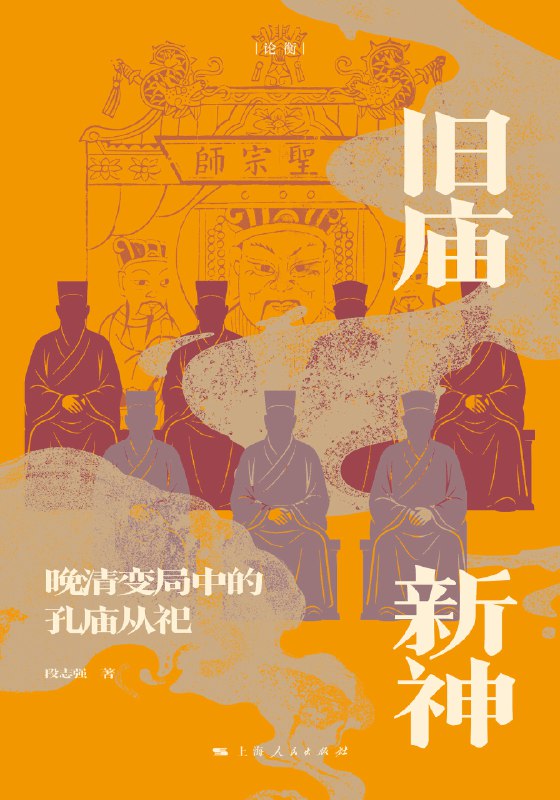 论衡
師宗聖
旧庙
新神
晚清变局中的
孔庙从祀
段志强 著
上海人民出版社